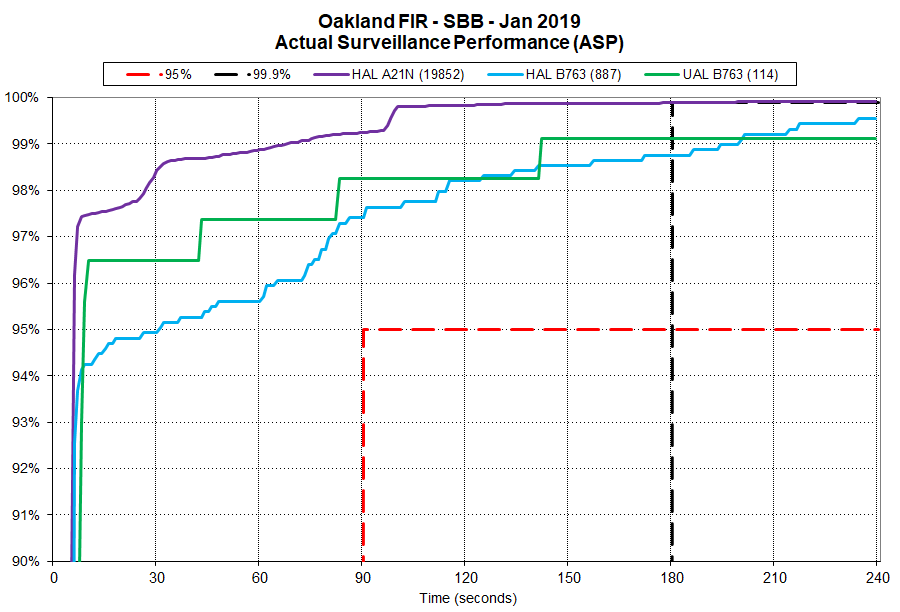 Oakland FIR - SBB - Jan 2019
Actual Surveillance Performance (ASP)
95% 99.9% HAL A21N (19852) HAL B763 (887) UAL B763 (114)
100%
99%
98%
97%
96%
95%
94%
93%
92%
91%
90%
0 30 60 90 120 150 180 210 240
Time (seconds)